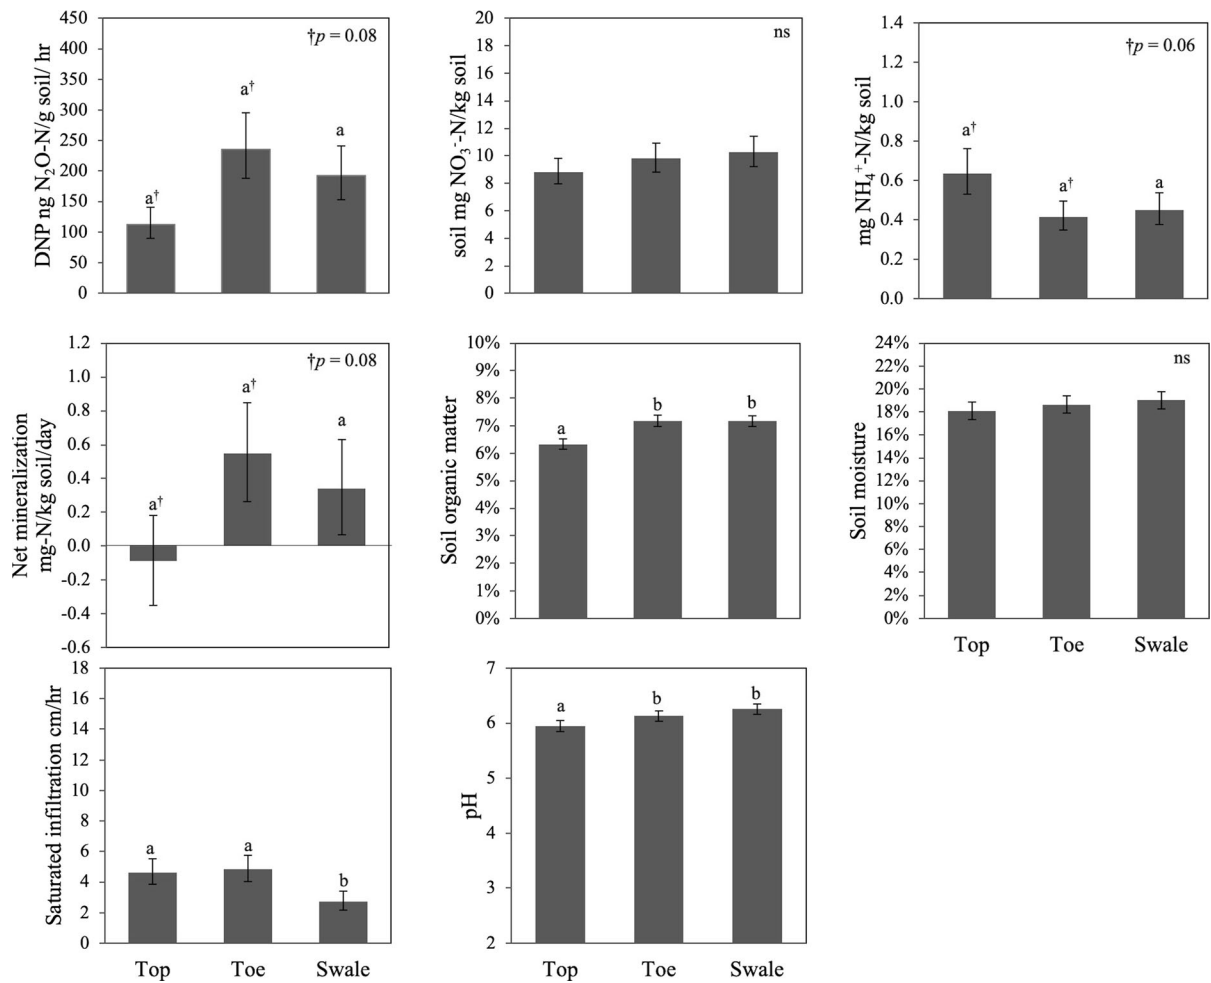 DNP ng N₂O-N/g soil/ hr
450
400
350
300
250
200
150
100
50
0
†p = 0.08
a†
a†
a
soil mg NO₃⁻-N/kg soil
20
18
16
14
12
10
8
6
4
2
0
ns
mg NH₄⁺-N/kg soil
1.4
1.2
1.0
0.8
0.6
0.4
0.2
0.0
†p = 0.06
a†
a†
a
Net mineralization
mg-N/kg soil/day
1.2
1.0
0.8
0.6
0.4
0.2
0.0
-0.2
-0.4
-0.6
†p = 0.08
a†
a†
a
Soil organic matter
10%
9%
8%
7%
6%
5%
4%
3%
2%
1%
0%
a
b
b
Soil moisture
24%
22%
20%
18%
16%
14%
12%
10%
8%
6%
4%
2%
0%
ns
Top Toe Swale
Saturated infiltration cm/hr
18
16
14
12
10
8
6
4
2
0
a
a
b
Top Toe Swale
pH
7
6
5
4
3
2
a
b
b
Top Toe Swale